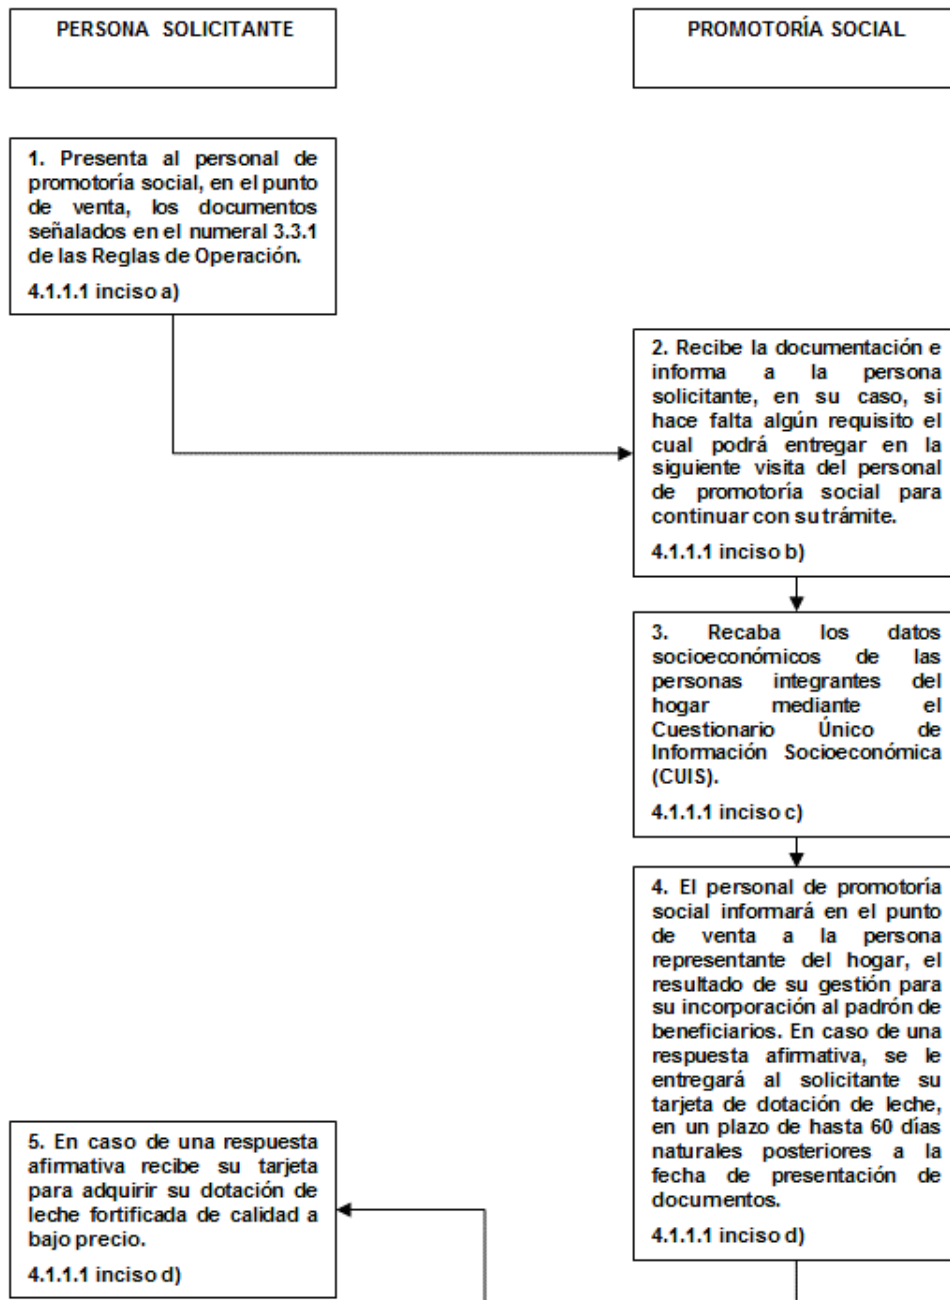 PERSONA SOLICITANTE
PROMOTORÍA SOCIAL
1. Presenta al personal de
promotoría social, en el punto
de venta, los documentos
señalados en el numeral 3.3.1
de las Reglas de Operación.
4.1.1.1 inciso a)
2. Recibe la documentación e
informa a la persona
solicitante, en su caso, si
hace falta algún requisito el
cual podrá entregar en la
siguiente visita del personal
de promotoría social para
continuar con su trámite.
4.1.1.1 inciso b)
3. Recaba los datos
socioeconómicos de las
personas integrantes del
hogar mediante el
Cuestionario Único de
Información Socioeconómica
(CUIS).
4.1.1.1 inciso c)
4. El personal de promotoría
social informará en el punto
de venta a la persona
representante del hogar, el
resultado de su gestión para
su incorporación al padrón de
beneficiarios. En caso de una
respuesta afirmativa, se le
entregará al solicitante su
tarjeta de dotación de leche,
en un plazo de hasta 60 días
naturales posteriores a la
fecha de presentación de
documentos.
4.1.1.1 inciso d)
5. En caso de una respuesta
afirmativa recibe su tarjeta
para adquirir su dotación de
leche fortificada de calidad a
bajo precio.
4.1.1.1 inciso d)